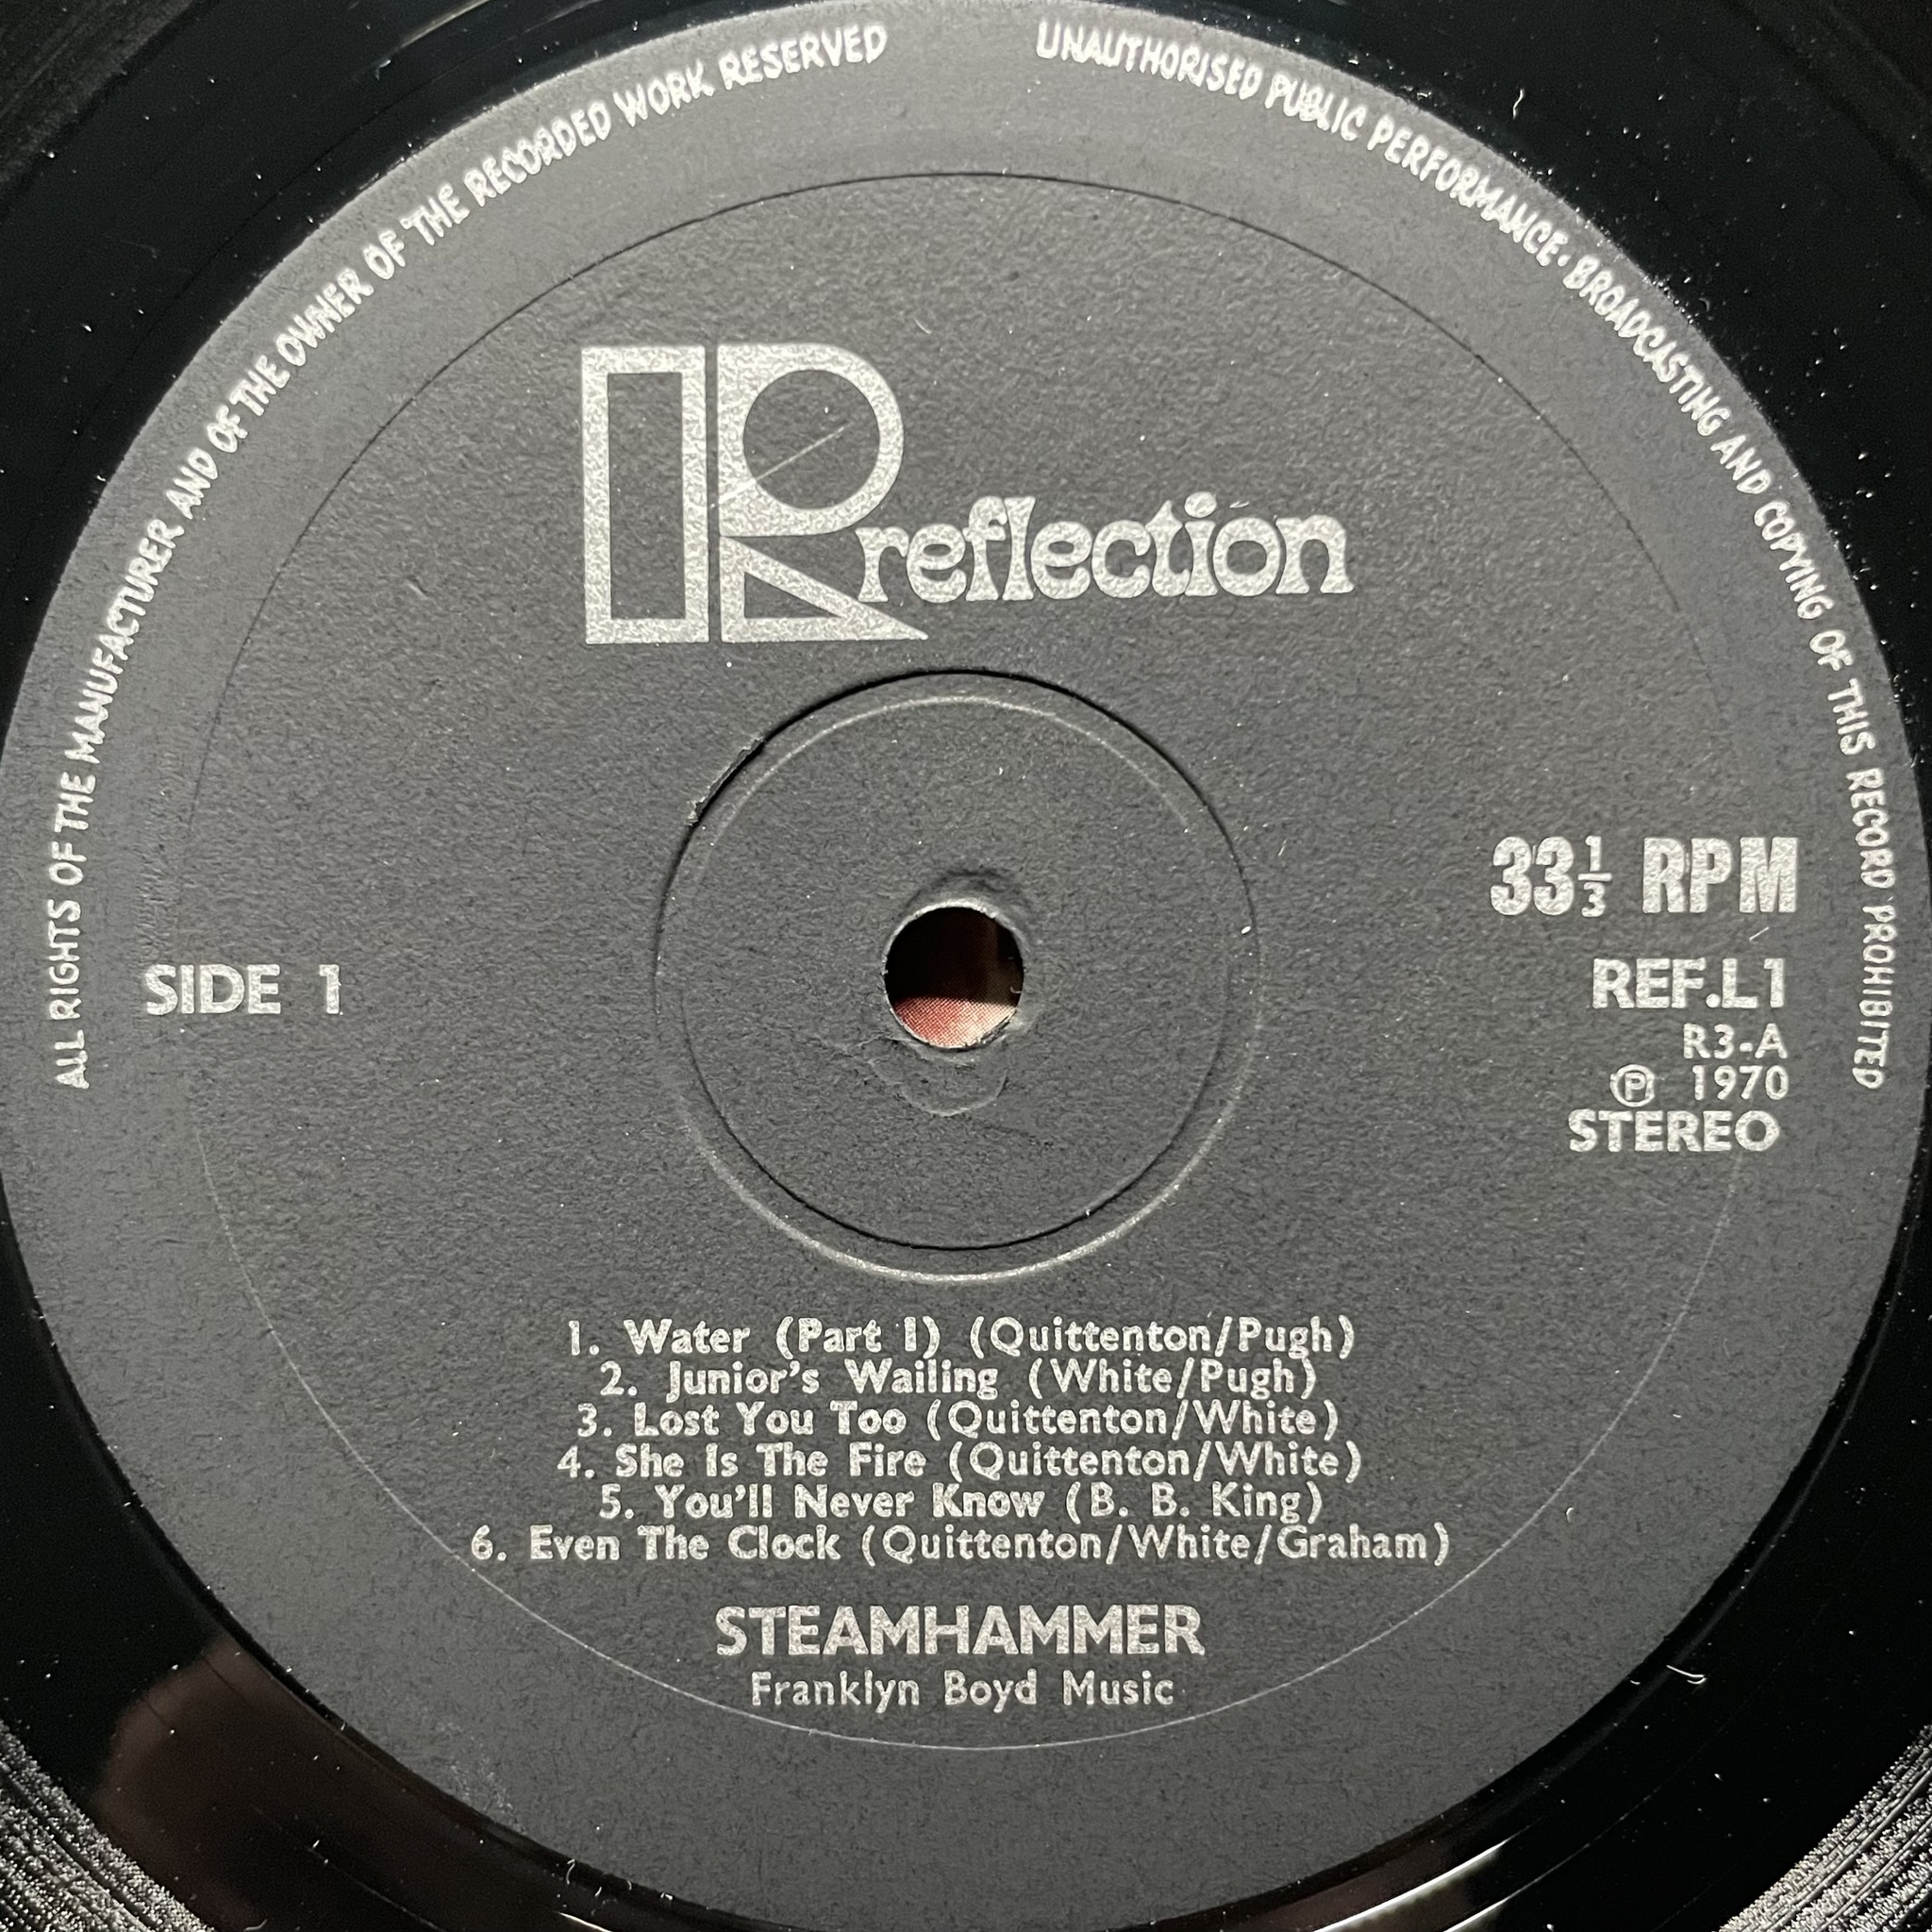 ALL RIGHTS OF THE MANUFACTURER AND OF THE OWNER OF THE RECORDED WORK RESERVED
UNAUTHORISED PUBLIC PERFORMANCE · BROADCASTING AND COPYING OF THIS RECORD PROHIBITED
R reflection
33⅓ RPM
SIDE 1
REF.L1
R3-A
℗ 1970
STEREO
1. Water (Part 1) (Quittenton/Pugh)
2. Junior's Wailing (White/Pugh)
3. Lost You Too (Quittenton/White)
4. She Is The Fire (Quittenton/White)
5. You'll Never Know (B. B. King)
6. Even The Clock (Quittenton/White/Graham)
STEAMHAMMER
Franklyn Boyd Music